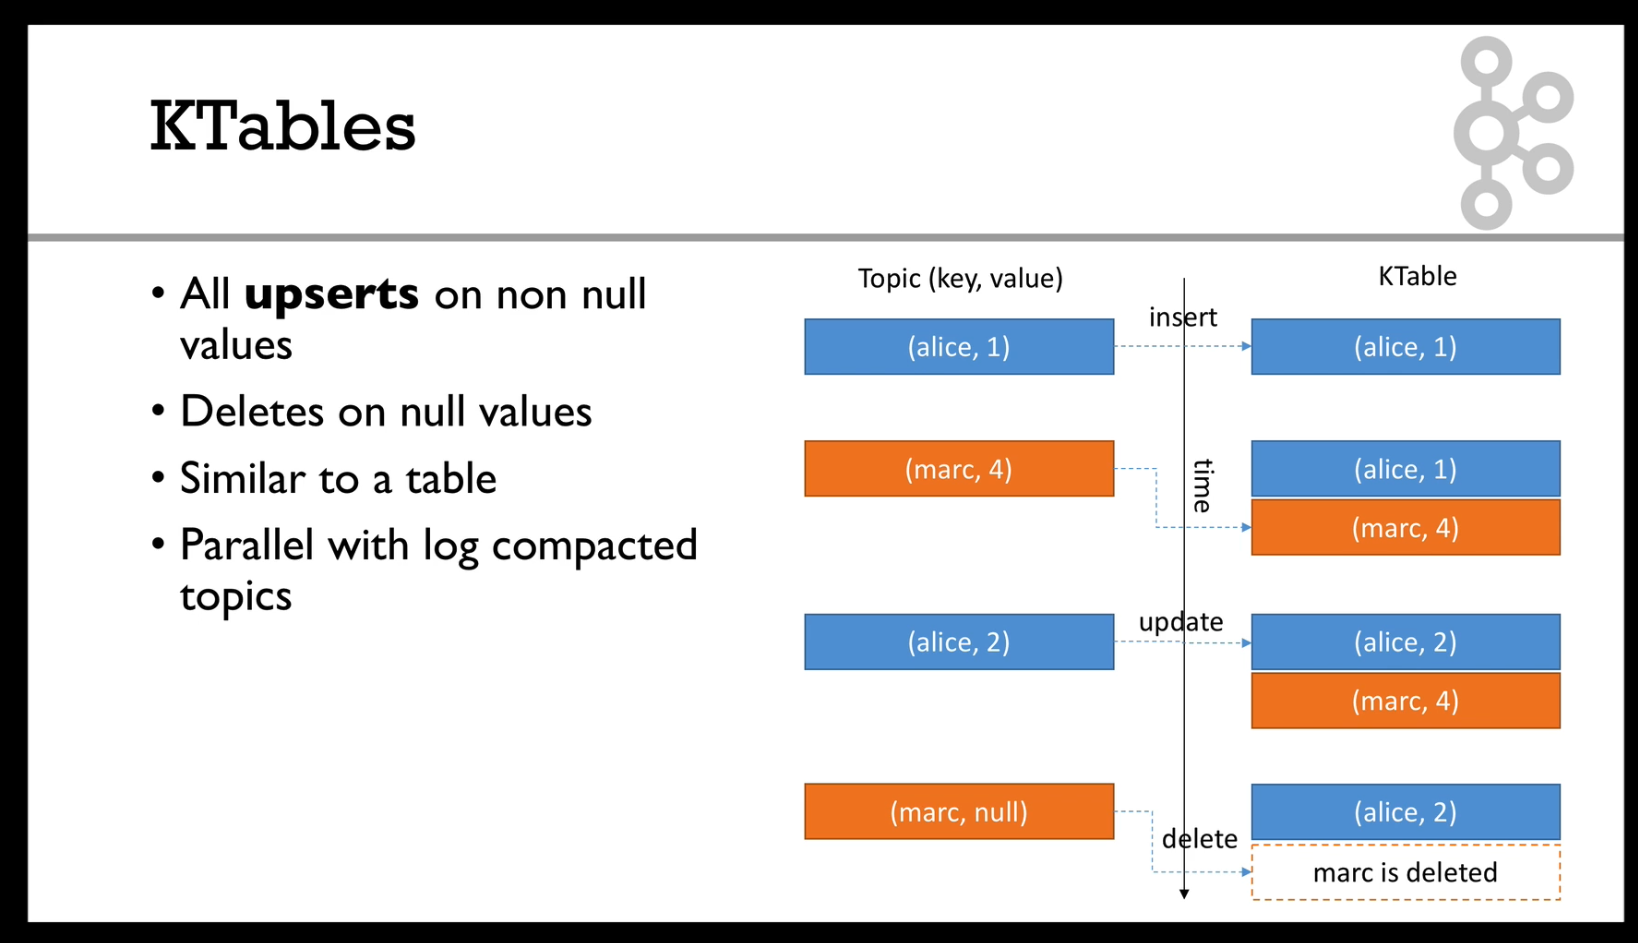 KTables
• All upserts on non null
values
• Deletes on null values
• Similar to a table
• Parallel with log compacted
topics
Topic (key, value)
KTable
insert
(alice, 1)
(alice, 1)
(marc, 4)
time
(alice, 1)
(marc, 4)
update
(alice, 2)
(alice, 2)
(marc, 4)
(marc, null)
(alice, 2)
delete
marc is deleted